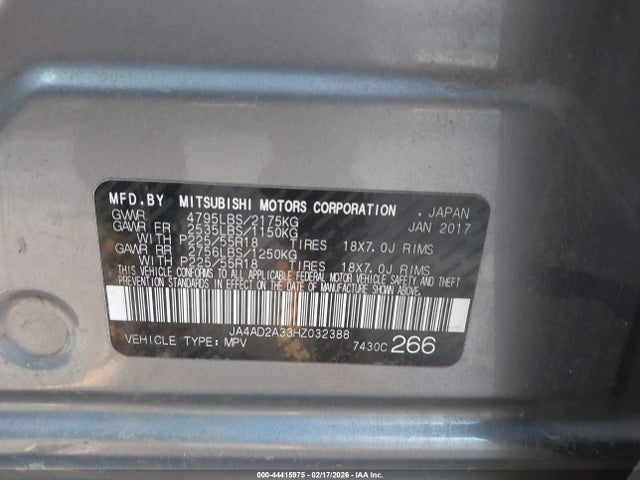 MFD.BY MITSUBISHI MOTORS CORPORATION . JAPAN
GVWR 4795LBS/2175KG JAN 2017
GAWR FR 2535LBS/1150KG
WITH P225/55R18 TIRES 18X7.0J RIMS
GAWR RR 2756LBS/1250KG
WITH P225/55R18 TIRES 18X7.0J RIMS
THIS VEHICLE CONFORMS TO ALL APPLICABLE FEDERAL MOTOR VEHICLE SAFETY AND THEFT
PREVENTION STANDARDS IN EFFECT ON THE DATE OF MANUFACTURE SHOWN ABOVE.
JA4AD2A33HZ032388
VEHICLE TYPE: MPV 7430C 266
000-44415975 - 02/17/2026 - © IAA Inc.